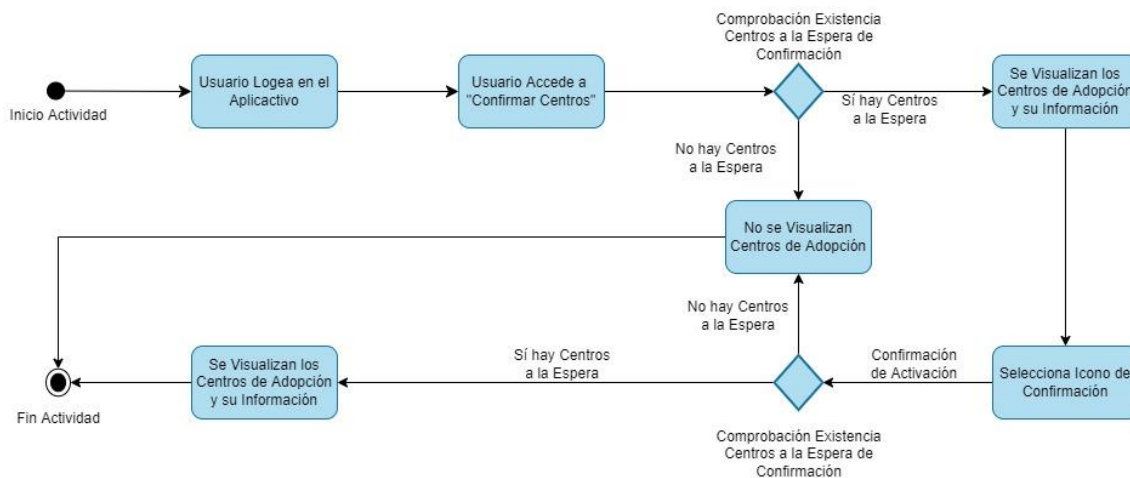 Comprobación Existencia
Centros a la Espera de
Confirmación
Usuario Logea en el
Aplicactivo
Usuario Accede a
"Confirmar Centros"
Se Visualizan los
Centros de Adopción
y su Información
Inicio Actividad
Sí hay Centros
a la Espera
No hay Centros
a la Espera
No se Visualizan
Centros de Adopción
No hay Centros
a la Espera
Se Visualizan los
Centros de Adopción
y su Información
Sí hay Centros
a la Espera
Confirmación
de Activación
Selecciona Icono de
Confirmación
Fin Actividad
Comprobación Existencia
Centros a la Espera de
Confirmación